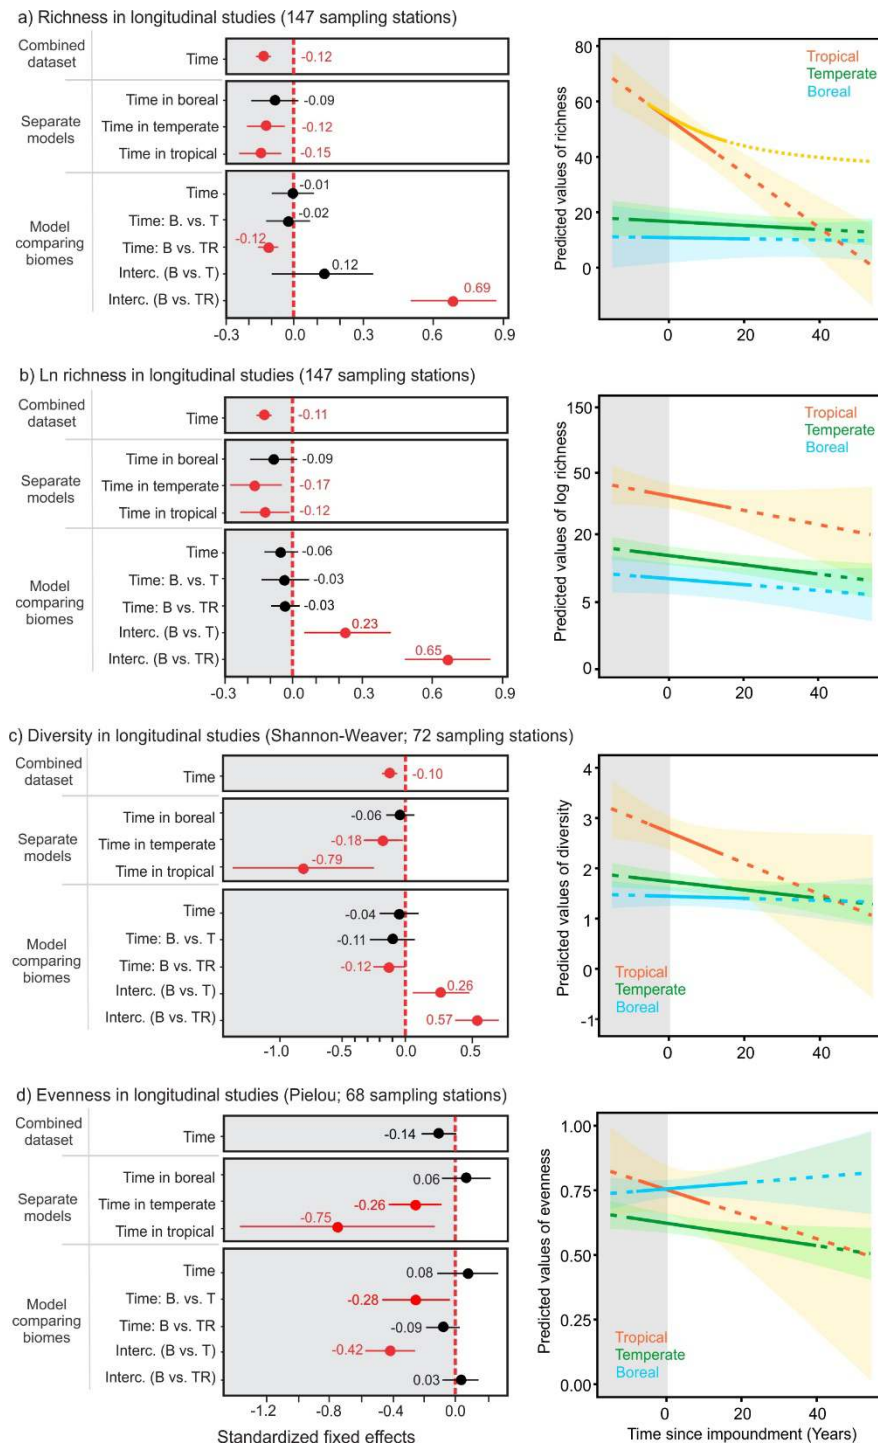 a) Richness in longitudinal studies (147 sampling stations)
Combined
dataset
Time
-0.12
Separate
models
Time in boreal
-0.09
Time in temperate
-0.12
Time in tropical
-0.15
Model
comparing
biomes
Time
-0.01
Time: B. vs. T
-0.02
Time: B vs. TR
-0.12
Interc. (B vs. T)
0.12
Interc. (B vs. TR)
0.69
-0.3 0.0 0.3 0.6 0.9
Predicted values of richness
80
60
40
20
0
Tropical
Temperate
Boreal
0 20 40
b) Ln richness in longitudinal studies (147 sampling stations)
Combined
dataset
Time
-0.11
Separate
models
Time in boreal
-0.09
Time in temperate
-0.17
Time in tropical
-0.12
Model
comparing
biomes
Time
-0.06
Time: B. vs. T
-0.03
Time: B vs. TR
-0.03
Interc. (B vs. T)
0.23
Interc. (B vs. TR)
0.65
-0.3 0.0 0.3 0.6 0.9
Predicted values of log richness
150
50
20
5
0
Tropical
Temperate
Boreal
0 20 40
c) Diversity in longitudinal studies (Shannon-Weaver; 72 sampling stations)
Combined
dataset
Time
-0.10
Separate
models
Time in boreal
-0.06
Time in temperate
-0.18
Time in tropical
-0.79
Model
comparing
biomes
Time
-0.04
Time: B. vs. T
-0.11
Time: B vs. TR
-0.12
Interc. (B vs. T)
0.26
Interc. (B vs. TR)
0.57
-1.0 -0.5 0.0 0.5
Predicted values of diversity
4
3
2
1
0
-1
Tropical
Temperate
Boreal
0 20 40
d) Evenness in longitudinal studies (Pielou; 68 sampling stations)
Combined
dataset
Time
-0.14
Separate
models
Time in boreal
0.06
Time in temperate
-0.26
Time in tropical
-0.75
Model
comparing
biomes
Time
0.08
Time: B. vs. T
-0.28
Time: B vs. TR
-0.09
Interc. (B vs. T)
-0.42
Interc. (B vs. TR)
0.03
-1.2 -0.8 -0.4 0.0
Standardized fixed effects
Predicted values of evenness
1.00
0.75
0.50
0.25
0.00
Tropical
Temperate
Boreal
0 20 40
Time since impoundment (Years)